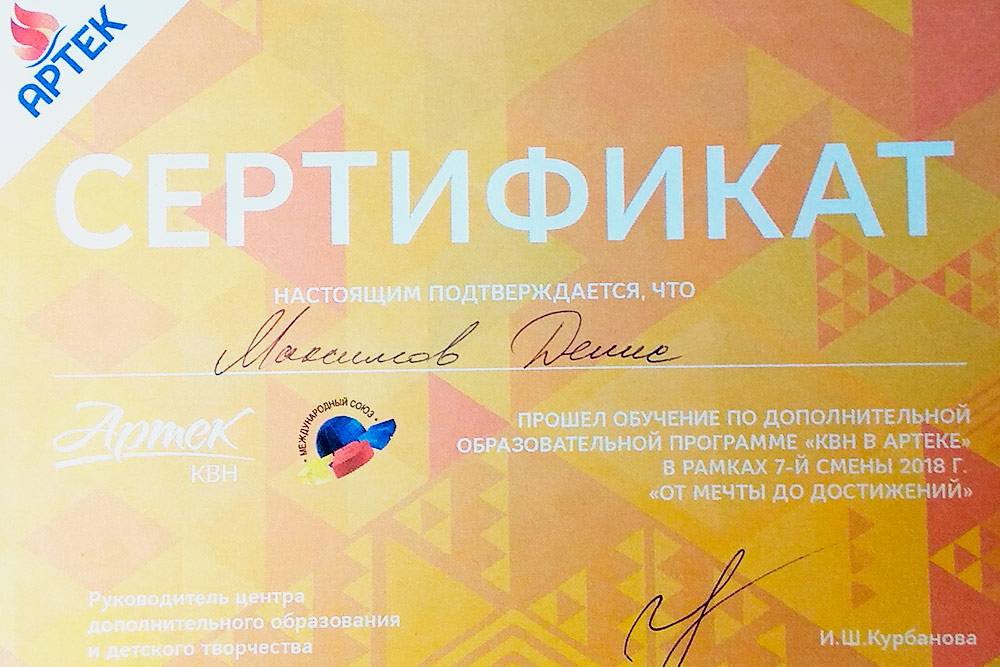 АРТЕК
СЕРТИФИКАТ
НАСТОЯЩИМ ПОДТВЕРЖДАЕТСЯ, ЧТО
Максимов Денис
Артек
КВН
• МЕЖДУНАРОДНЫЙ СОЮЗ •
ПРОШЕЛ ОБУЧЕНИЕ ПО ДОПОЛНИТЕЛЬНОЙ
ОБРАЗОВАТЕЛЬНОЙ ПРОГРАММЕ «КВН В АРТЕКЕ»
В РАМКАХ 7-Й СМЕНЫ 2018 Г.
«ОТ МЕЧТЫ ДО ДОСТИЖЕНИЙ»
Руководитель центра
дополнительного образования
и детского творчества
И.Ш.Курбанова